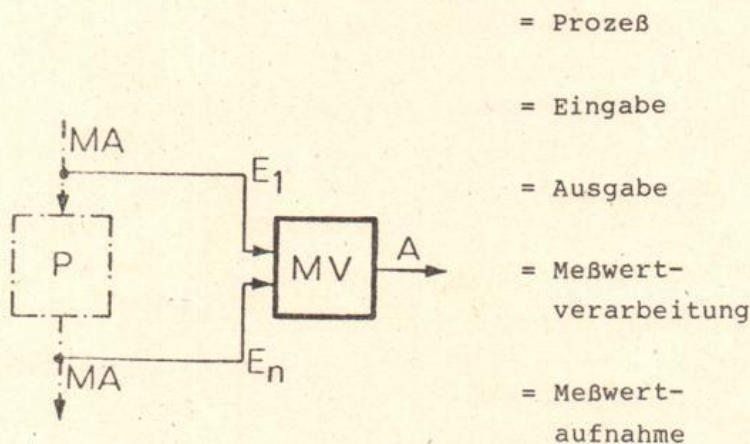 = Prozeß
= Eingabe
MA
E1
= Ausgabe
P
MV
A
= Meßwert-
verarbeitung
En
MA
= Meßwert-
aufnahme